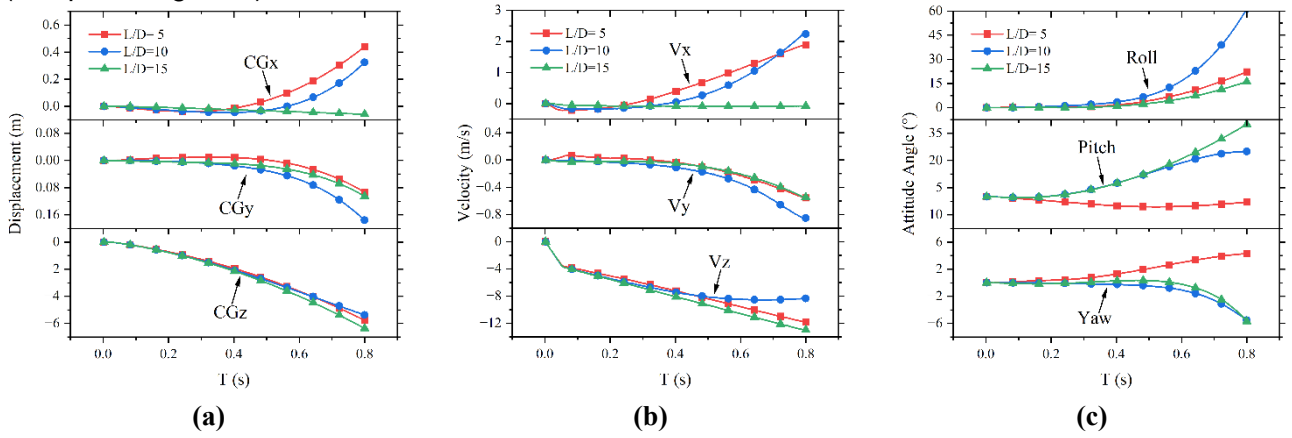 L/D= 5
L/D=10
L/D=15
CGx
CGy
CGz
Displacement (m)
0.6
0.4
0.2
0.0
0.08
0.00
0.08
0.16
0
−2
−4
−6
0.0 0.2 0.4 0.6 0.8
T (s)
(a)
L/D= 5
L/D=10
L/D=15
Vx
Vy
Vz
Velocity (m/s)
3
2
1
0
0.4
0.0
−0.4
−0.8
0
−4
−8
−12
0.0 0.2 0.4 0.6 0.8
T (s)
(b)
L/D= 5
L/D=10
L/D=15
Roll
Pitch
Yaw
Attitude Angle (°)
60
45
30
15
0
35
20
5
10
6
2
2
−6
0.0 0.2 0.4 0.6 0.8
T (s)
(c)